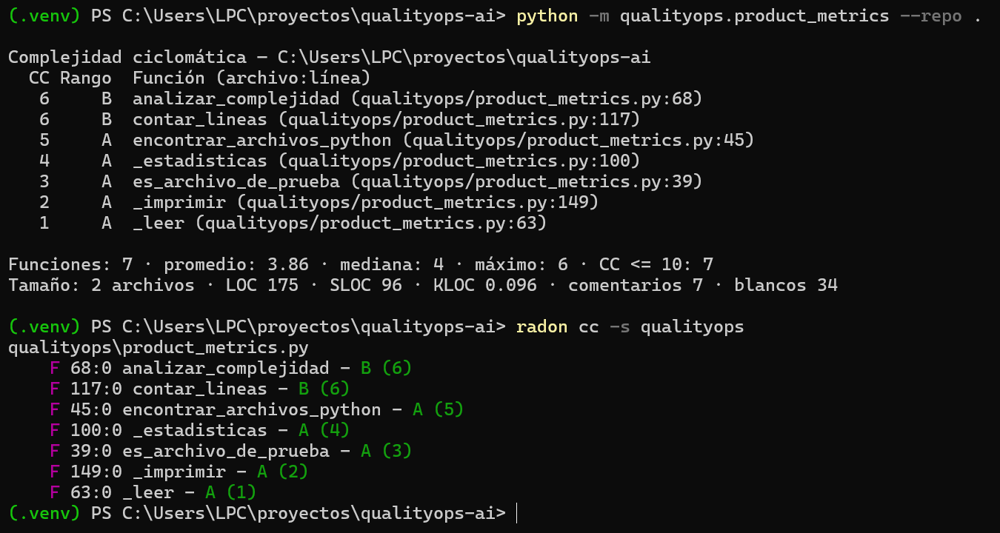 (.venv) PS C:\Users\LPC\proyectos\qualityops-ai> python -m qualityops.product_metrics --repo .
Complejidad ciclomática — C:\Users\LPC\proyectos\qualityops-ai
CC Rango  Función (archivo:línea)
6     B  analizar_complejidad (qualityops/product_metrics.py:68)
6     B  contar_lineas (qualityops/product_metrics.py:117)
5     A  encontrar_archivos_python (qualityops/product_metrics.py:45)
4     A  _estadisticas (qualityops/product_metrics.py:100)
3     A  es_archivo_de_prueba (qualityops/product_metrics.py:39)
2     A  _imprimir (qualityops/product_metrics.py:149)
1     A  _leer (qualityops/product_metrics.py:63)
Funciones: 7 · promedio: 3.86 · mediana: 4 · máximo: 6 · CC <= 10: 7
Tamaño: 2 archivos · LOC 175 · SLOC 96 · KLOC 0.096 · comentarios 7 · blancos 34
(.venv) PS C:\Users\LPC\proyectos\qualityops-ai> radon cc -s qualityops
qualityops\product_metrics.py
F 68:0 analizar_complejidad - B (6)
F 117:0 contar_lineas - B (6)
F 45:0 encontrar_archivos_python - A (5)
F 100:0 _estadisticas - A (4)
F 39:0 es_archivo_de_prueba - A (3)
F 149:0 _imprimir - A (2)
F 63:0 _leer - A (1)
(.venv) PS C:\Users\LPC\proyectos\qualityops-ai>